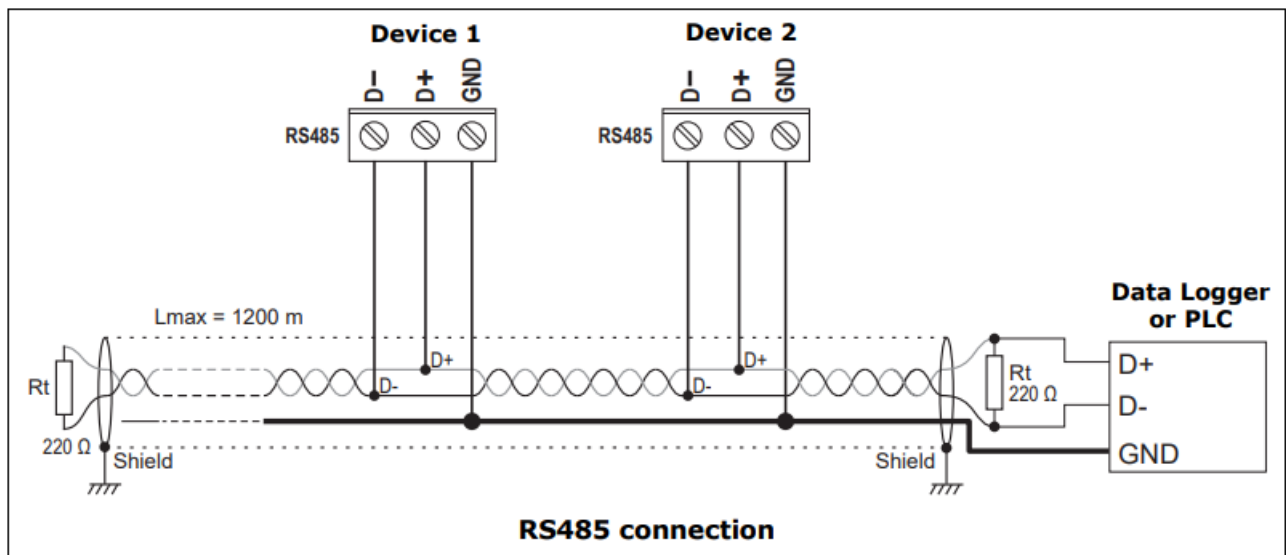 Device 1
Device 2
D−
D+
GND
D−
D+
GND
RS485
RS485
Data Logger
or PLC
Lmax = 1200 m
D+
D+
D+
Rt
Rt
220 Ω
D-
D-
D-
220 Ω
Shield
Shield
GND
RS485 connection